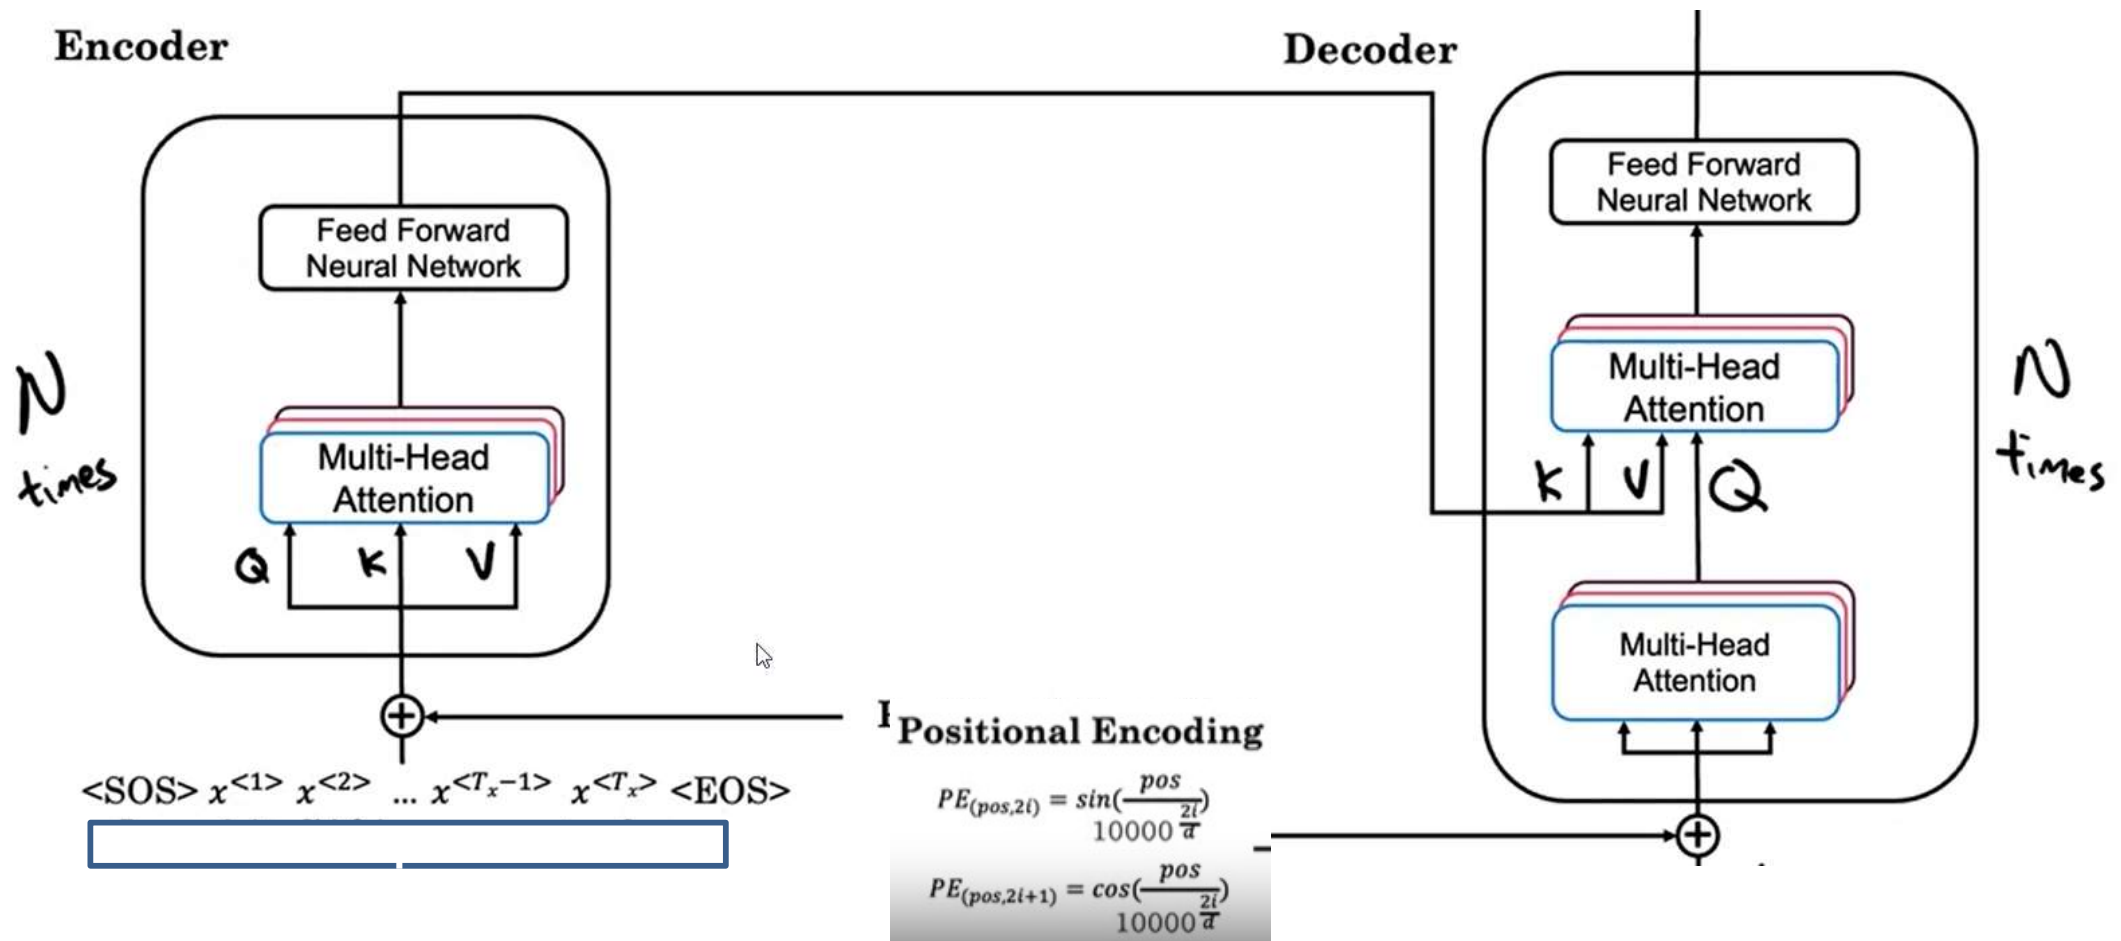 Encoder
Feed Forward
Neural Network
Multi-Head
Attention
Q K V
N
times
<SOS> x<1> x<2> ... x<Tx−1> x<Tx> <EOS>
Positional Encoding
PE(pos,2i) = sin(pos / 10000^(2i/d))
PE(pos,2i+1) = cos(pos / 10000^(2i/d))
Decoder
Feed Forward
Neural Network
Multi-Head
Attention
K V Q
Multi-Head
Attention
N
times